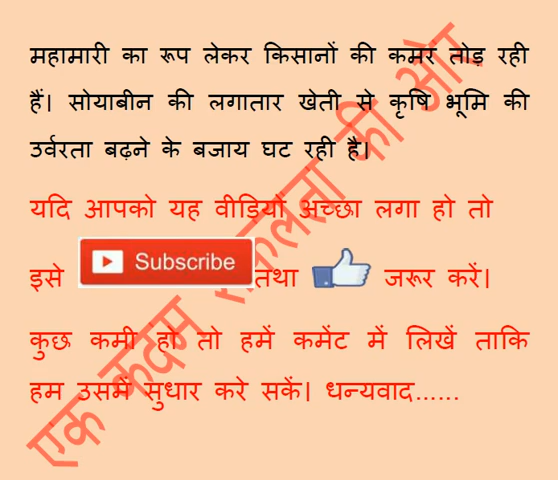 महामारी का रूप लेकर किसानों की कमर तोड़ रही
हैं। सोयाबीन की लगातार खेती से कृषि भूमि की
उर्वरता बढ़ने के बजाय घट रही है।
यदि आपको यह वीडियो अच्छा लगा हो तो
इसे Subscribe तथा जरूर करें।
कुछ कमी हो तो हमें कमेंट में लिखें ताकि
हम उसमें सुधार करे सकें। धन्यवाद......
एक कदम सफलता की ओर